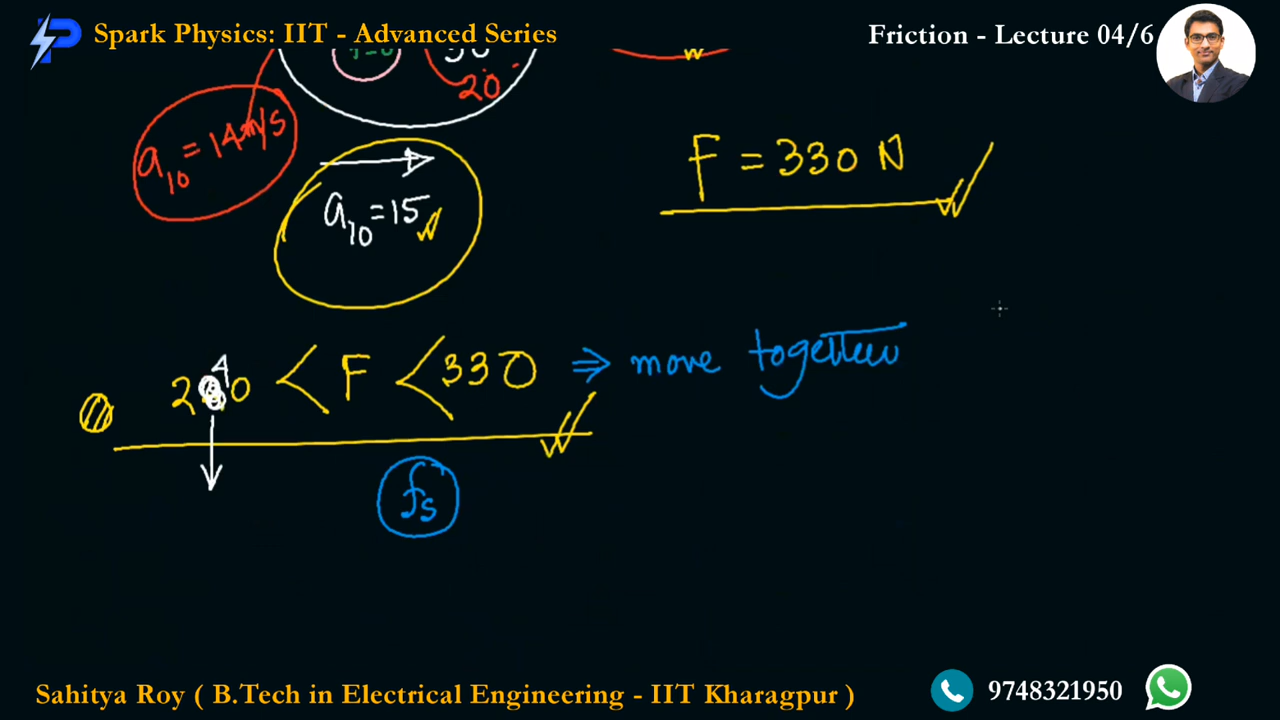 Spark Physics: IIT - Advanced Series
Friction - Lecture 04/6
20
a10 = 14m/s
F = 330 N
a10 = 15
240 < F < 330 ⇒ move together
fs
Sahitya Roy ( B.Tech in Electrical Engineering - IIT Kharagpur )
9748321950